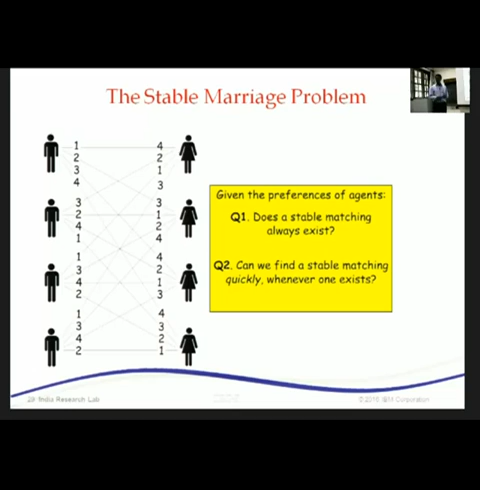 The Stable Marriage Problem
1 4
2 2
3 1
4 3
3 3
2 1
4 2
1 4
1 4
3 2
4 1
2 3
1 4
3 3
4 2
2 1
Given the preferences of agents:
Q1. Does a stable matching
always exist?
Q2. Can we find a stable matching
quickly, whenever one exists?
India Research Lab
IBM Corporation